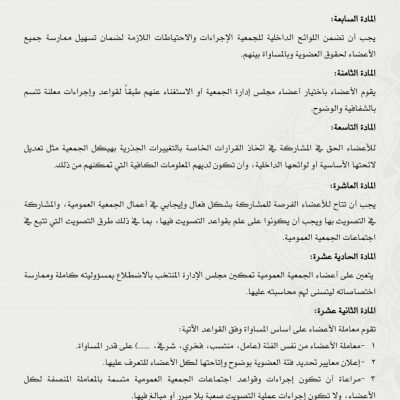 المادة السابعة:
يجب أن تضمن اللوائح الداخلية للجمعية الإجراءات والاحتياطات اللازمة لضمان تسهيل ممارسة جميع
الأعضاء لحقوق العضوية وبالمساواة بينهم.
المادة الثامنة:
يقوم الأعضاء باختيار أعضاء مجلس إدارة الجمعية أو الاستغناء عنهم طبقاً لقواعد وإجراءات معلنة تتسم
بالشفافية والوضوح.
المادة التاسعة:
للأعضاء الحق في المشاركة في اتخاذ القرارات الخاصة بالتغييرات الجذرية بهيكل الجمعية مثل تعديل
لائحتها الأساسية أو لوائحها الداخلية، وأن تكون لديهم المعلومات الكافية التي تمكنهم من ذلك.
المادة العاشرة:
يجب أن تتاح للأعضاء الفرصة للمشاركة بشكل فعال وإيجابي في أعمال الجمعية العمومية، والمشاركة
في التصويت بها ويجب أن يكونوا على علم بقواعد التصويت فيها، بما في ذلك طرق التصويت التي تتبع في
اجتماعات الجمعية العمومية.
المادة الحادية عشرة:
يتعين على أعضاء الجمعية العمومية تمكين مجلس الإدارة المنتخب بالاضطلاع بمسؤوليته كاملة وممارسة
اختصاصاته ليتسنى لهم محاسبته عليها.
المادة الثانية عشرة:
تقوم معاملة الأعضاء على أساس المساواة وفق القواعد الآتية:
١ -معاملة الأعضاء من نفس الفئة (عامل، منتسب، فخري، شرفي، ......) على قدر المساواة.
٢ -إعلان معايير تحديد فئة العضوية بوضوح وإتاحتها لكل الأعضاء للتعرف عليها.
٣ -مراعاة أن تكون إجراءات وقواعد اجتماعات الجمعية العمومية متسمة بالمعاملة المنصفة لكل
الأعضاء، ولا تكون إجراءات عملية التصويت صعبة بلا مبرر أو مبالغ فيها.